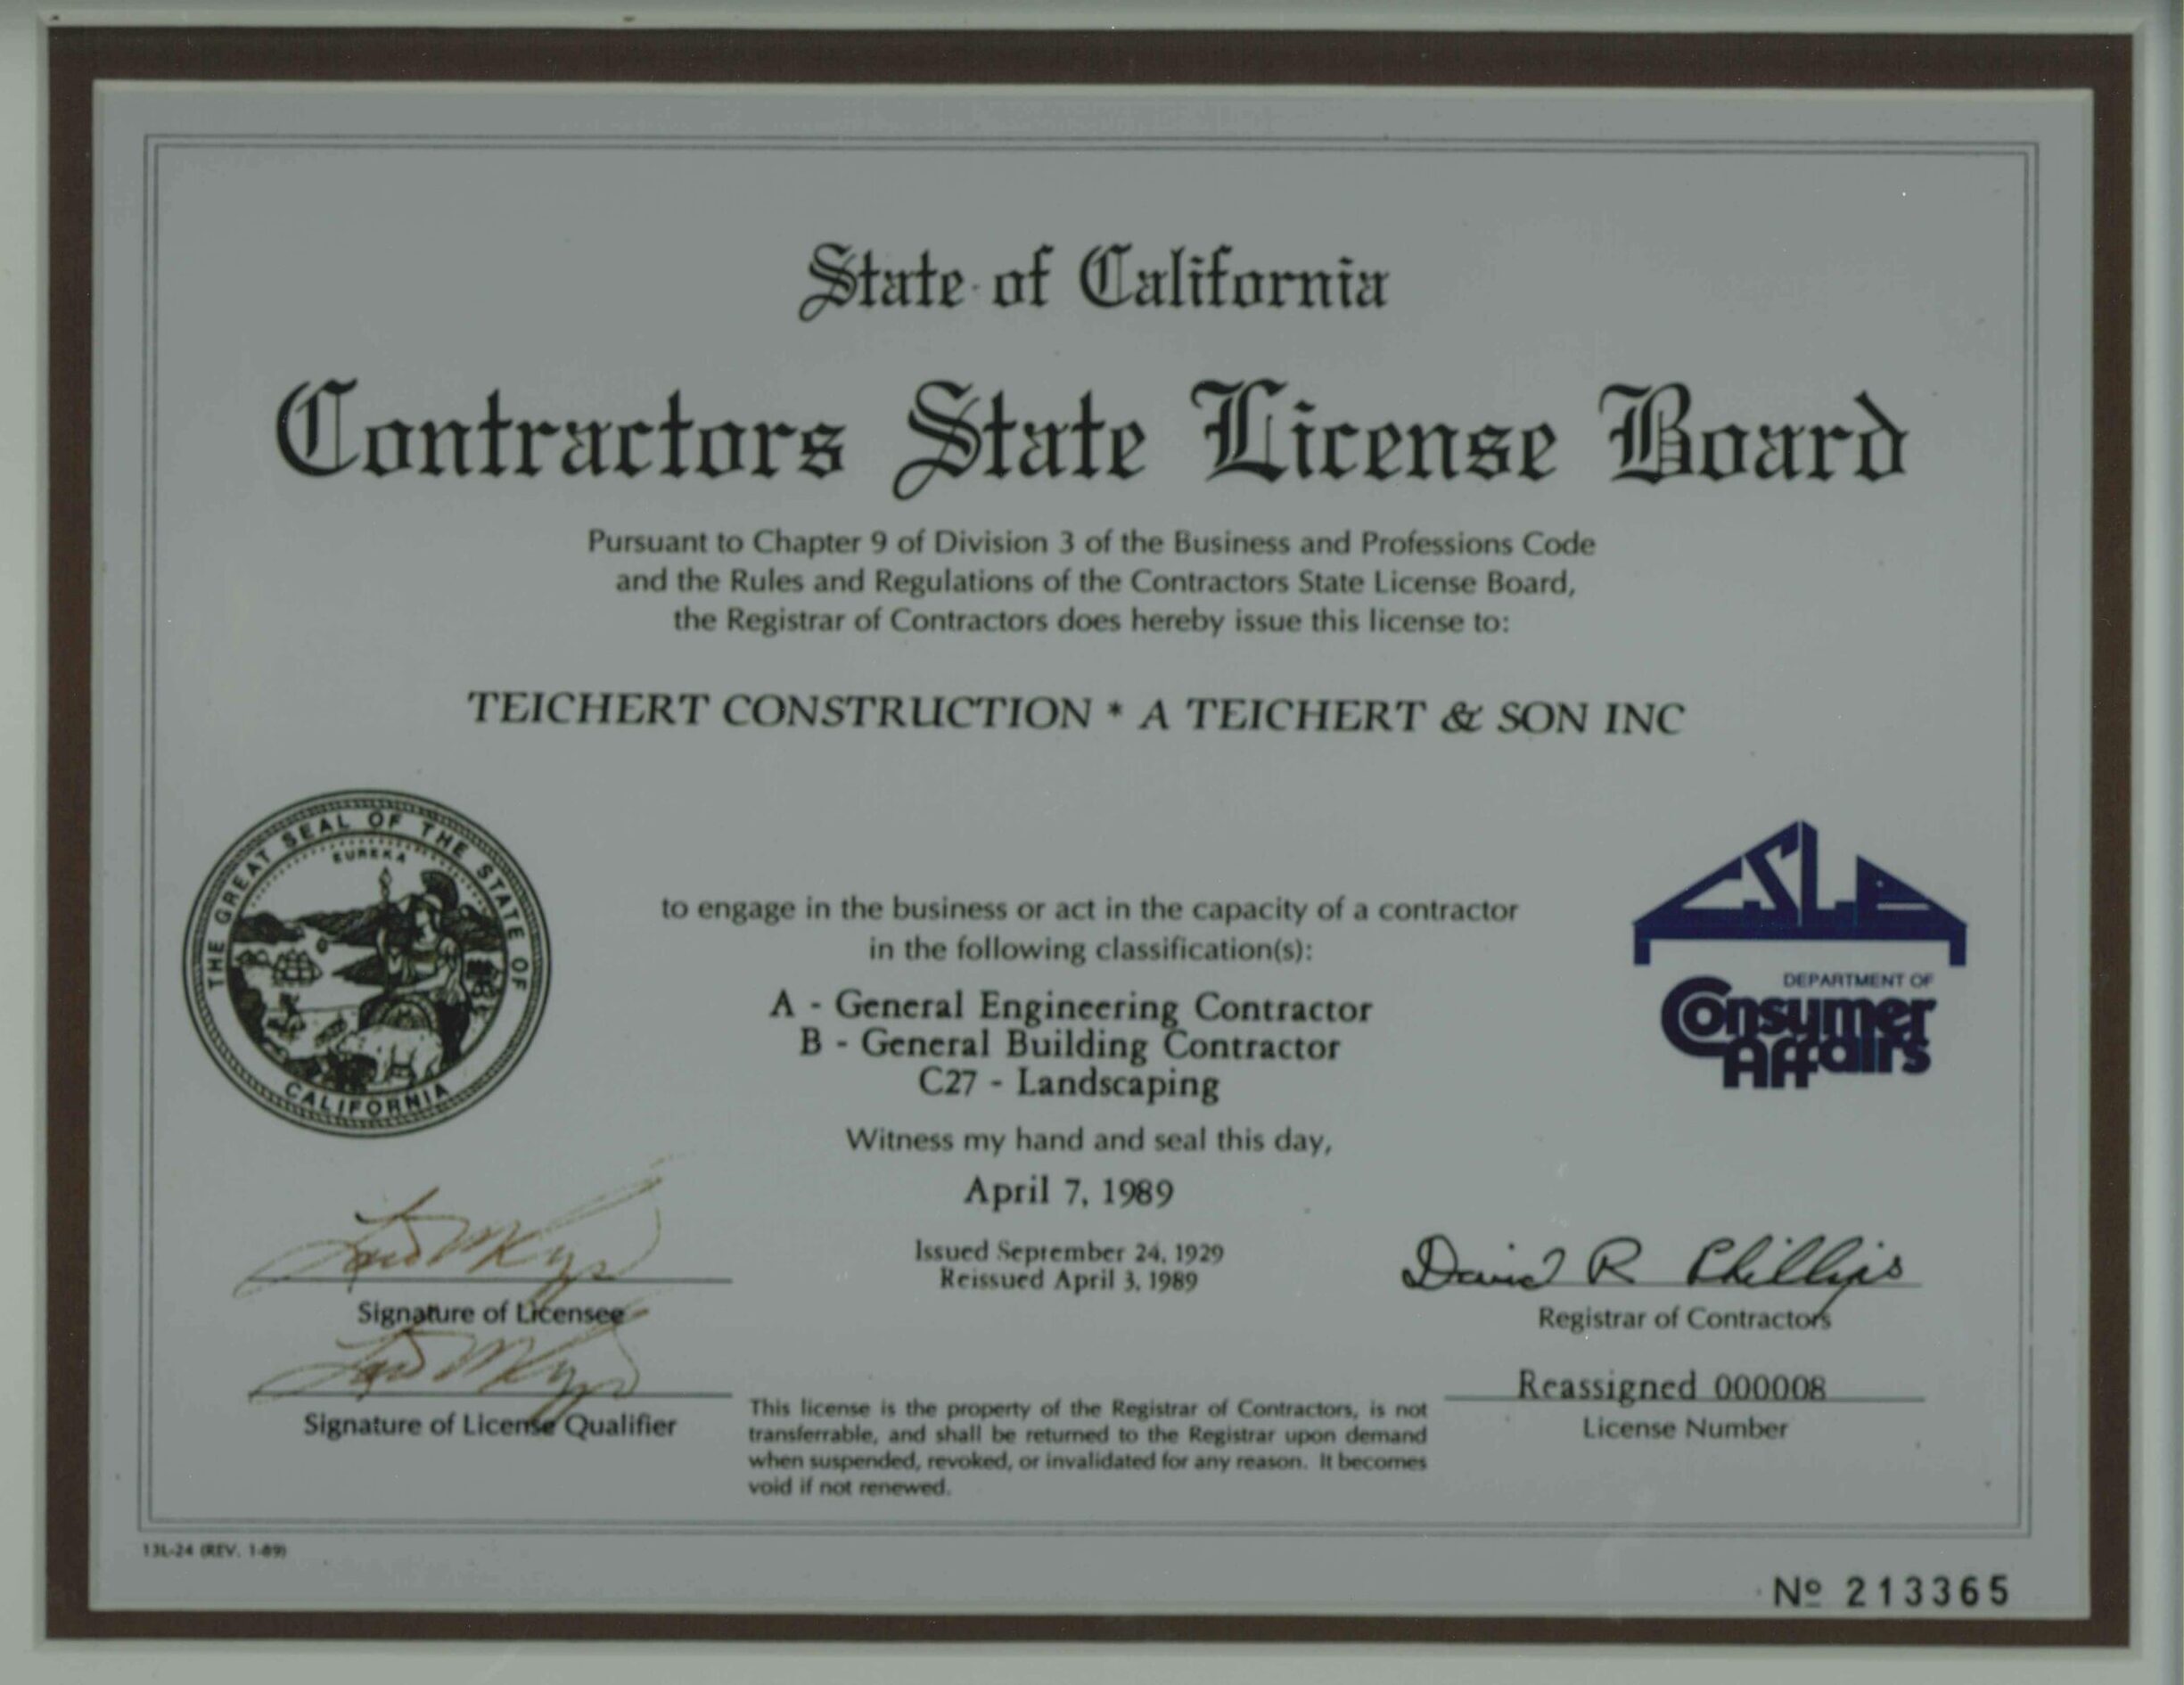 State of California
Contractors State License Board
Pursuant to Chapter 9 of Division 3 of the Business and Professions Code
and the Rules and Regulations of the Contractors State License Board,
the Registrar of Contractors does hereby issue this license to:
TEICHERT CONSTRUCTION * A TEICHERT & SON INC
THE GREAT SEAL OF THE STATE OF CALIFORNIA
EUREKA
to engage in the business or act in the capacity of a contractor
in the following classification(s):
A - General Engineering Contractor
B - General Building Contractor
C27 - Landscaping
CSLB
DEPARTMENT OF
Consumer
Affairs
Witness my hand and seal this day,
April 7, 1989
Issued September 24, 1929
Reissued April 3, 1989
Signature of Licensee
Signature of License Qualifier
David R Phillips
Registrar of Contractors
Reassigned 000008
License Number
This license is the property of the Registrar of Contractors, is not
transferrable, and shall be returned to the Registrar upon demand
when suspended, revoked, or invalidated for any reason. It becomes
void if not renewed.
13L-24 (REV. 1-89)
Nº 213365